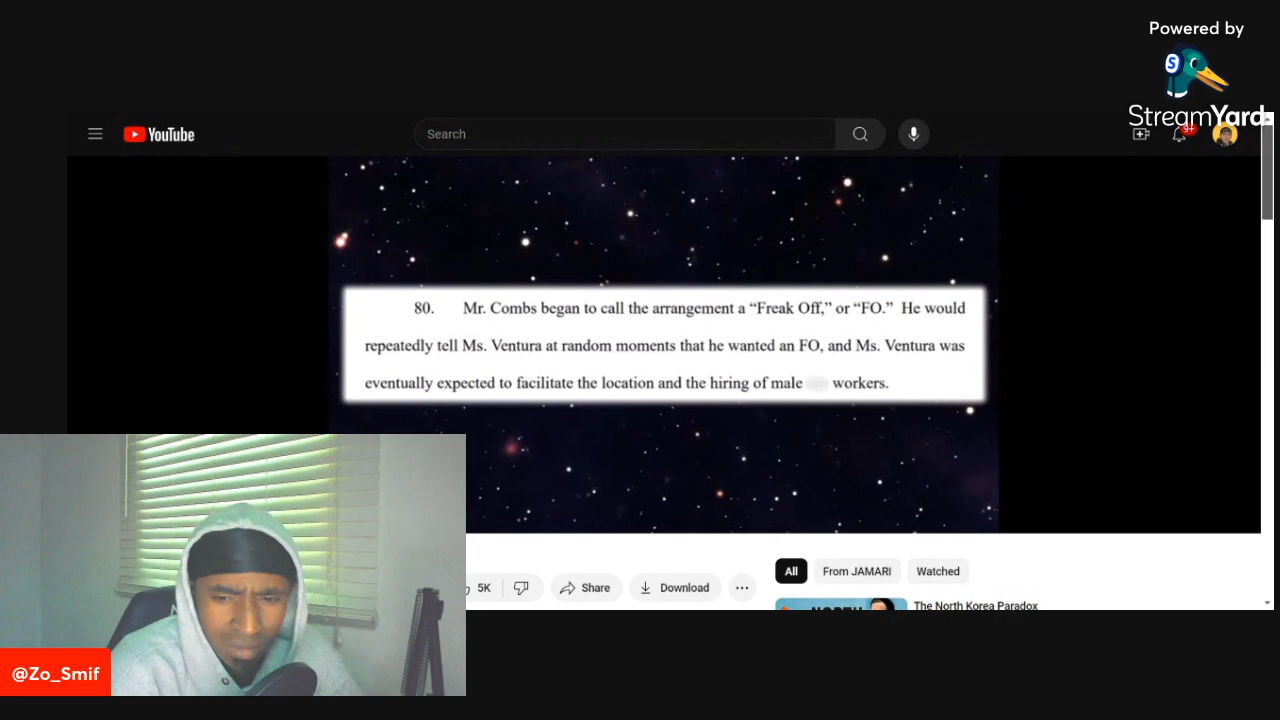 Powered by
StreamYard
YouTube
Search
9+
80. Mr. Combs began to call the arrangement a “Freak Off,” or “FO.” He would
repeatedly tell Ms. Ventura at random moments that he wanted an FO, and Ms. Ventura was
eventually expected to facilitate the location and the hiring of male workers.
5K
Share
Download
All
From JAMARI
Watched
The North Korea Paradox
NORTH
@Zo_Smif